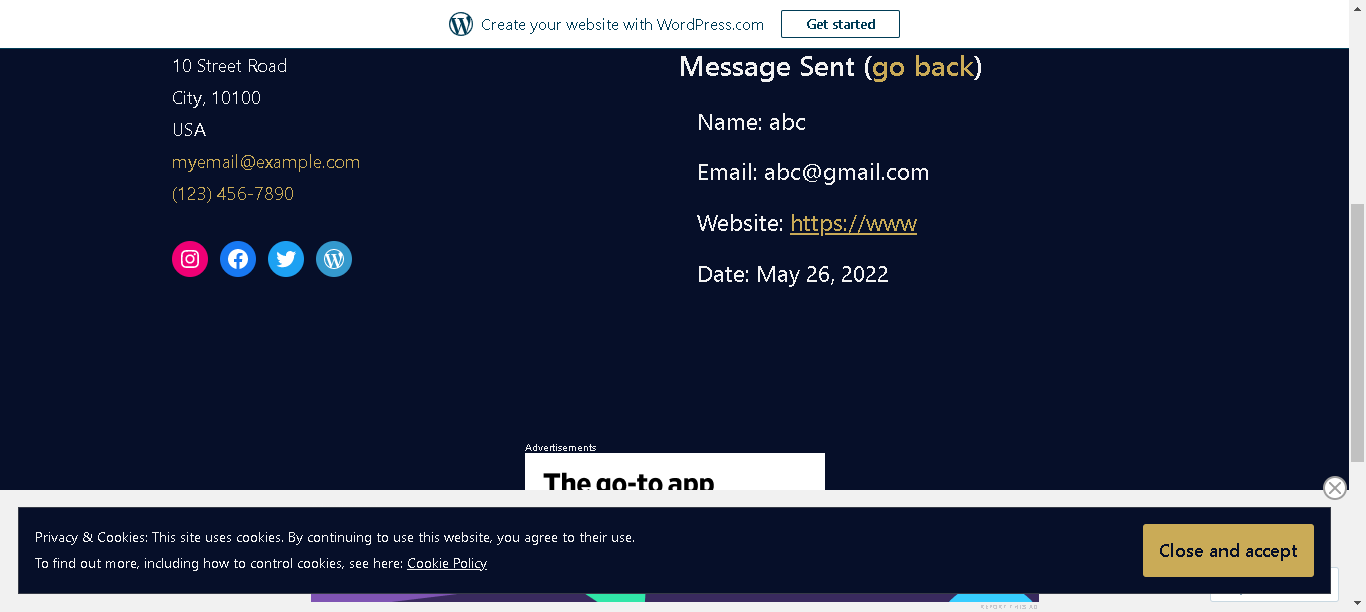 Create your website with WordPress.com
Get started
10 Street Road
City, 10100
USA
myemail@example.com
(123) 456-7890
Message Sent (go back)
Name: abc
Email: abc@gmail.com
Website: https://www
Date: May 26, 2022
Advertisements
The go-to app
Privacy & Cookies: This site uses cookies. By continuing to use this website, you agree to their use.
To find out more, including how to control cookies, see here: Cookie Policy
Close and accept
REPORT THIS AD